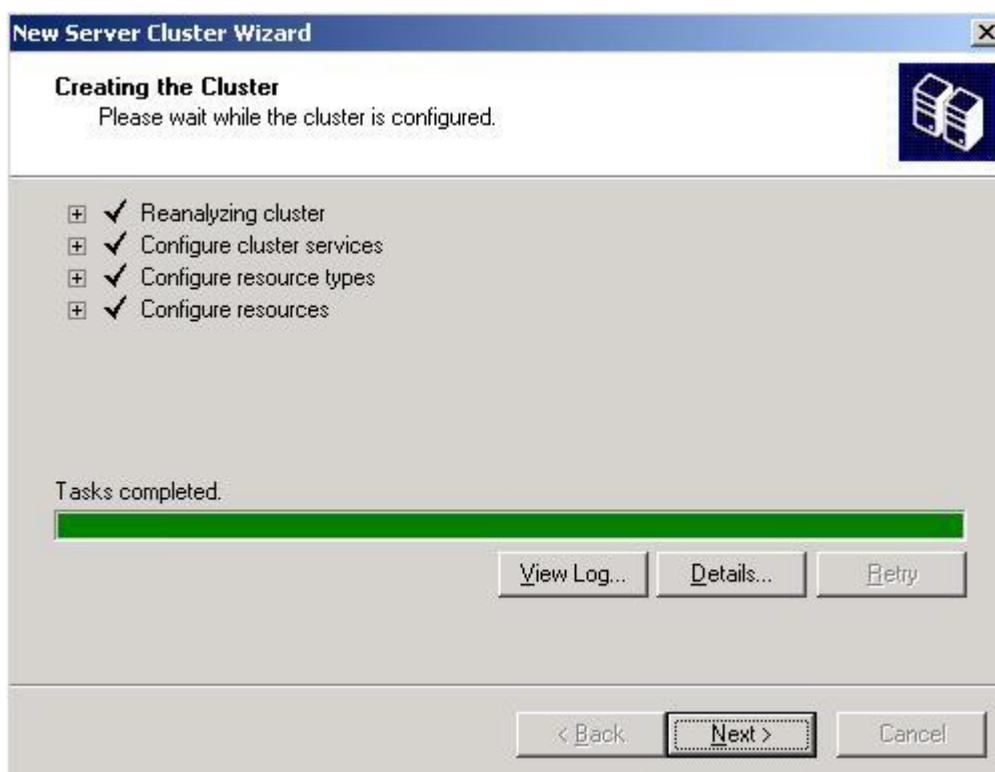 New Server Cluster Wizard
Creating the Cluster
Please wait while the cluster is configured.
Reanalyzing cluster
Configure cluster services
Configure resource types
Configure resources
Tasks completed.
View Log...
Details...
Retry
< Back
Next >
Cancel